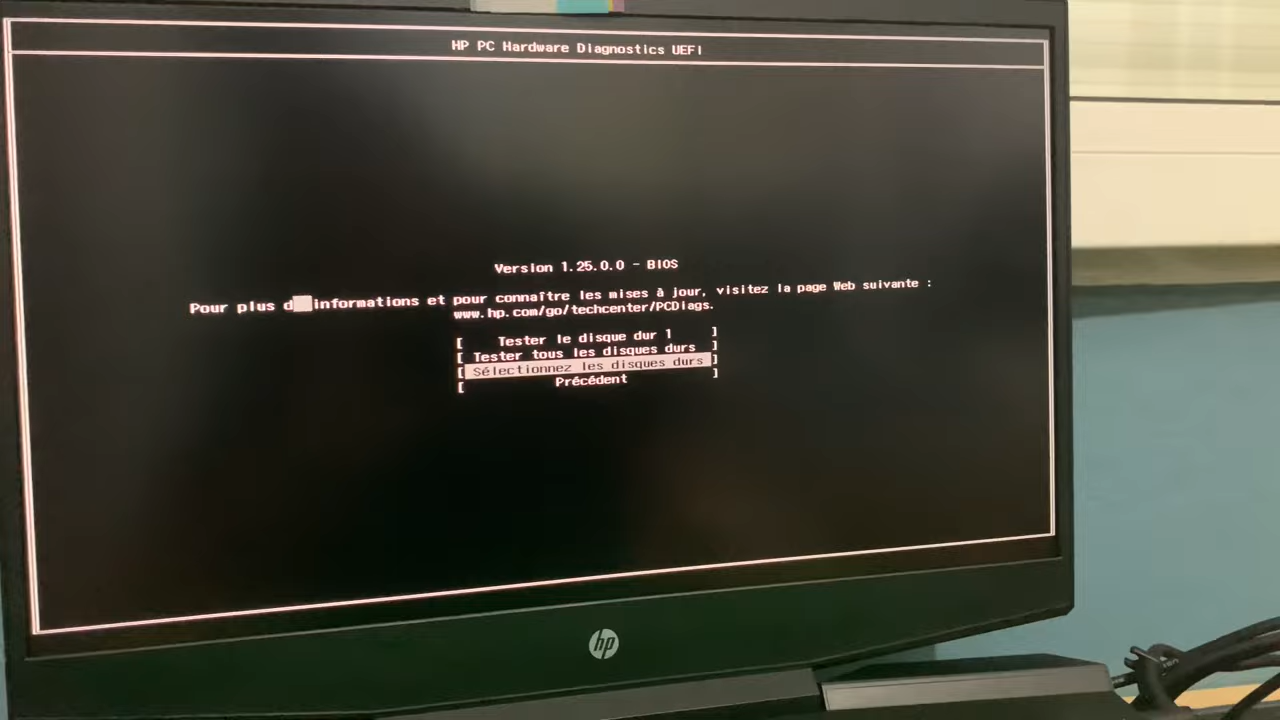 HP PC Hardware Diagnostics UEFI
Version 1.25.0.0 - BIOS
Pour plus d█informations et pour connaître les mises à jour, visitez la page Web suivante :
www.hp.com/go/techcenter/PCDiags.
[ Tester le disque dur 1 ]
[ Tester tous les disques durs ]
[ Sélectionnez les disques durs ]
[ Précédent ]
hp